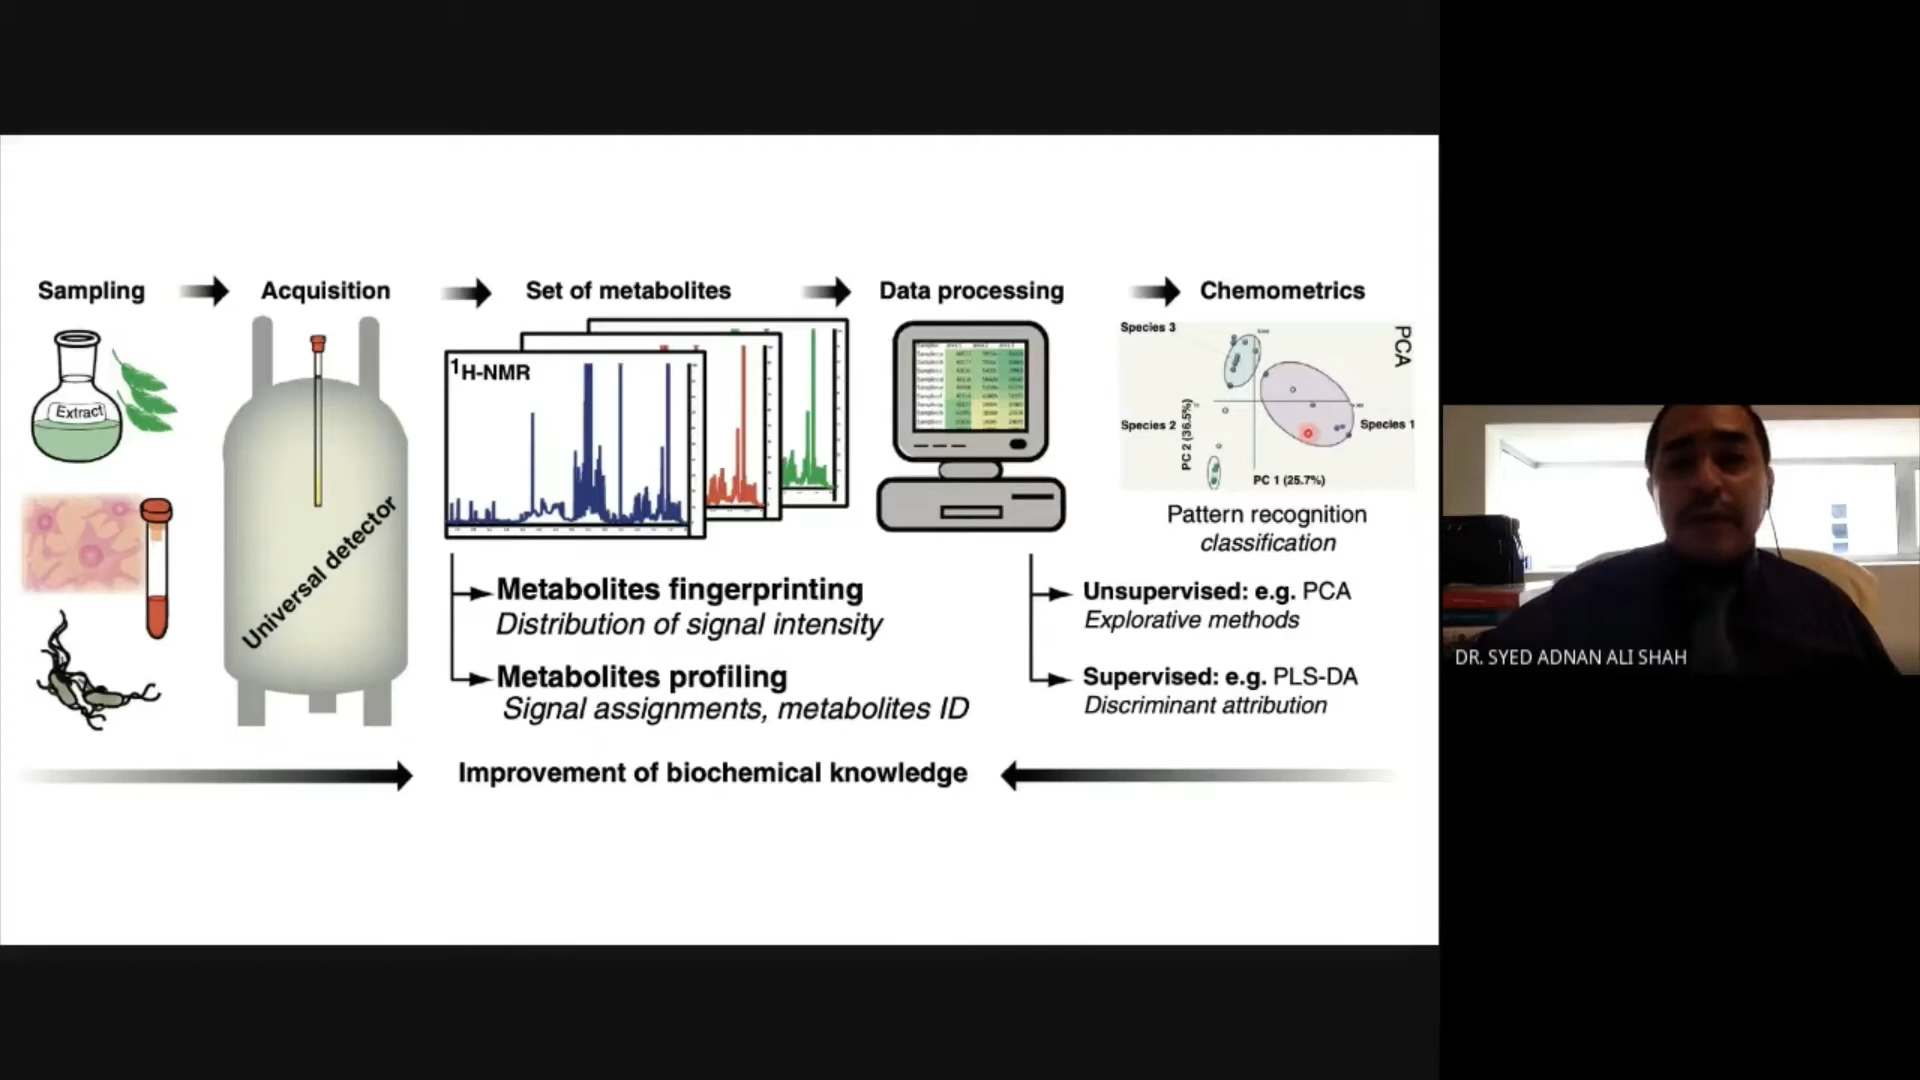 Sampling
Acquisition
Set of metabolites
Data processing
Chemometrics
Extract
Universal detector
1H-NMR
Species 3
PCA
Species 2
PC 2 (36.5%)
Species 1
PC 1 (25.7%)
Pattern recognition
classification
Metabolites fingerprinting
Distribution of signal intensity
Metabolites profiling
Signal assignments, metabolites ID
Unsupervised: e.g. PCA
Explorative methods
Supervised: e.g. PLS-DA
Discriminant attribution
Improvement of biochemical knowledge
DR. SYED ADNAN ALI SHAH